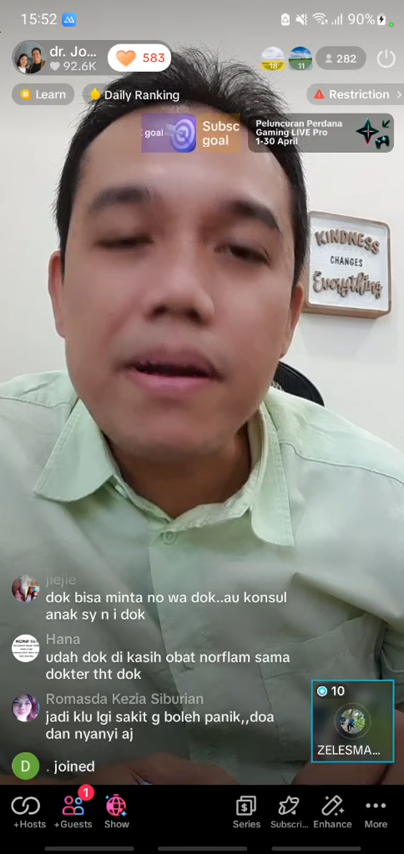 15:52
90%
dr. Jo...
92.6K
583
18
11
282
Learn
Daily Ranking
Restriction
goal
Subsc
goal
Peluncuran Perdana
Gaming LIVE Pro
1-30 April
KINDNESS
CHANGES
Everything
jiejie
dok bisa minta no wa dok..au konsul
anak sy n i dok
Hana
udah dok di kasih obat norflam sama
dokter tht dok
Romasda Kezia Siburian
jadi klu lgi sakit g boleh panik,,doa
dan nyanyi aj
10
ZELESMA...
D
. joined
1
+Hosts
+Guests
Show
Series
Subscri...
Enhance
More